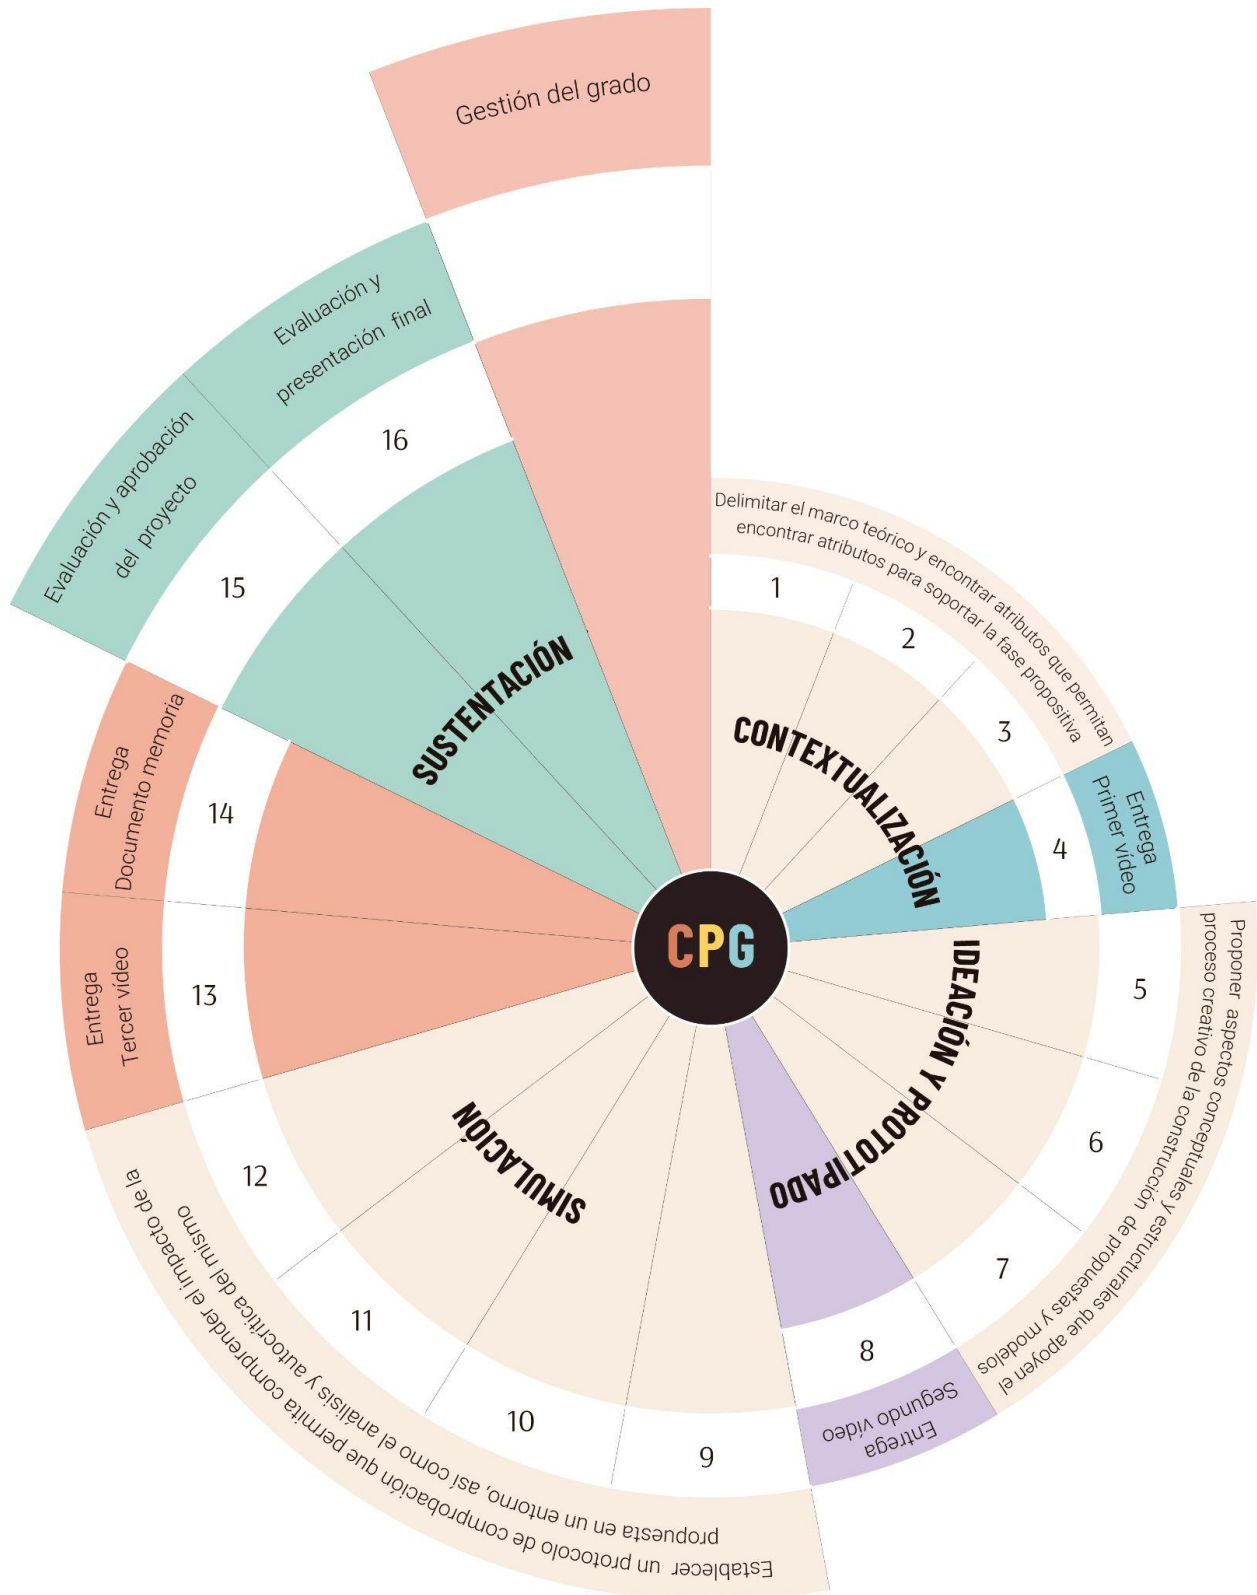 Gestión del grado
Evaluación y
presentación final
16
Evaluación y aprobación
del proyecto
15
SUSTENTACIÓN
Entrega
Documento memoria
14
Entrega
Tercer vídeo
13
CPG
Delimitar el marco teórico y encontrar atributos que permitan
encontrar atributos para soportar la fase propositiva
1
2
3
CONTEXTUALIZACIÓN
4
Entrega
Primer vídeo
Proponer aspectos conceptuales y estructurales que apoyen el
proceso creativo de la construcción de propuestas y modelos
5
6
7
IDEACIÓN Y PROTOTIPADO
8
Entrega
Segundo vídeo
SIMULACIÓN
9
10
11
12
Establecer un protocolo de comprobación que permita comprender el impacto de la
propuesta en un entorno, así como el análisis y autocrítica del mismo